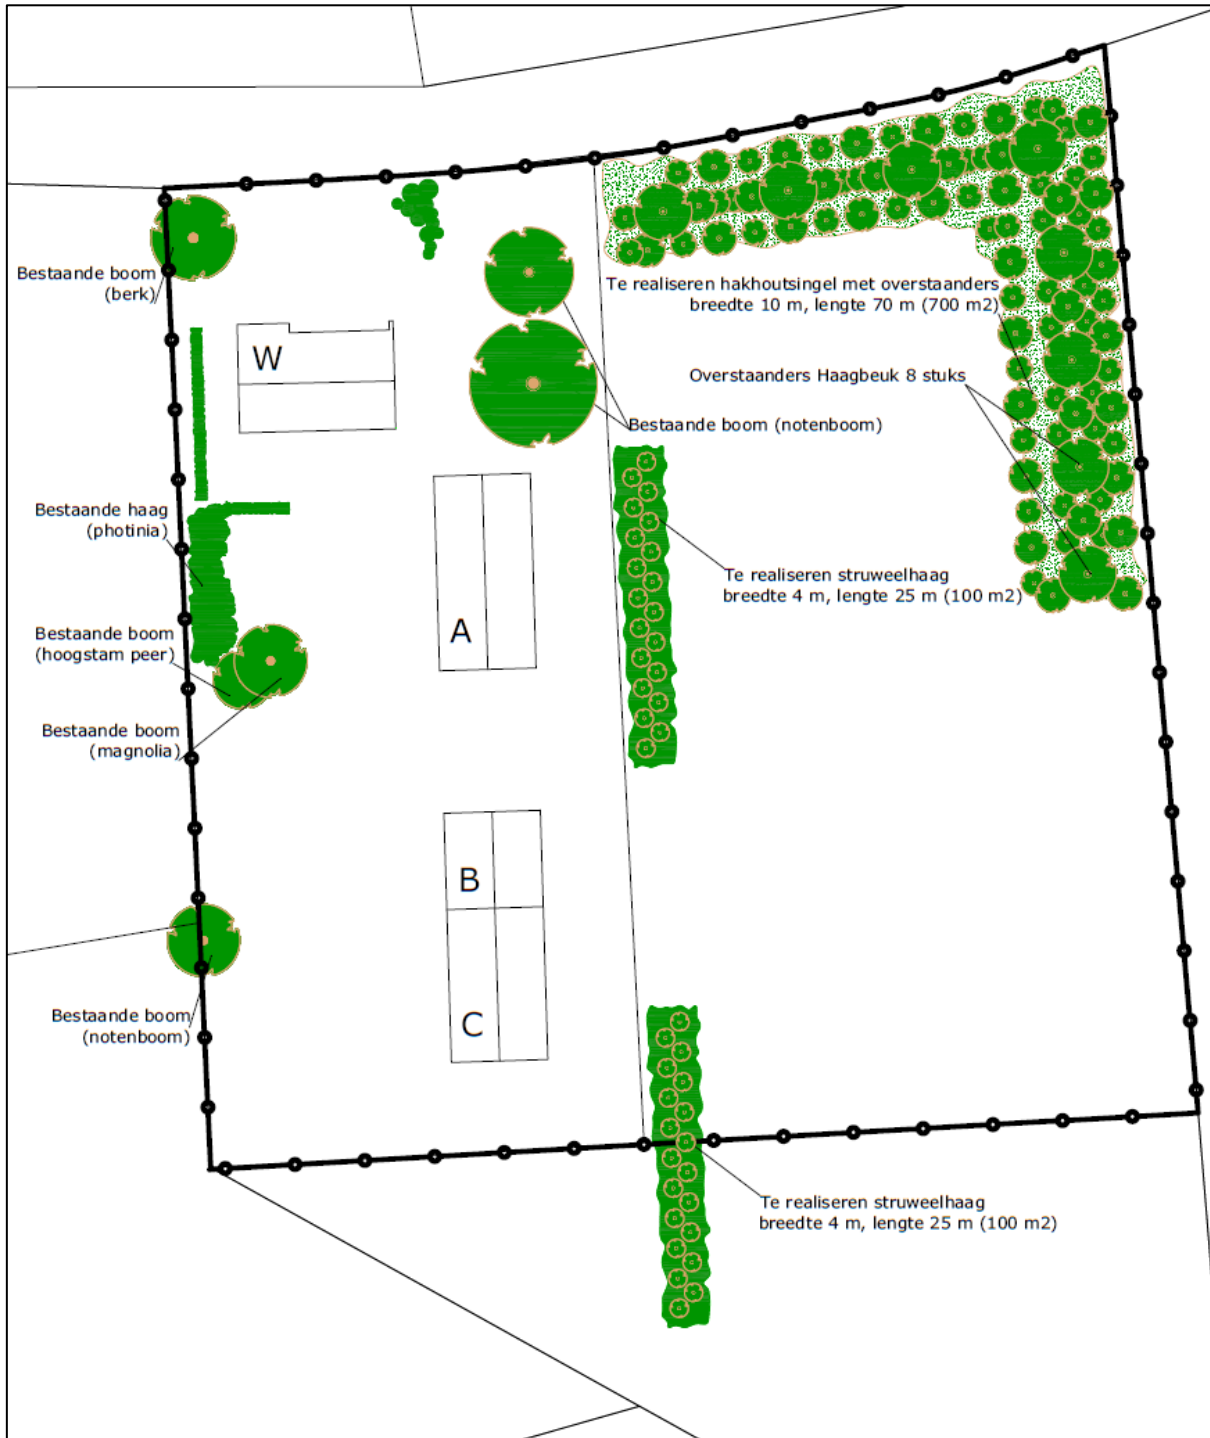 Bestaande boom
(berk)
W
Te realiseren hakhoutsingel met overstaanders
breedte 10 m, lengte 70 m (700 m2)
Overstaanders Haagbeuk 8 stuks
Bestaande boom (notenboom)
Bestaande haag
(photinia)
Te realiseren struweelhaag
breedte 4 m, lengte 25 m (100 m2)
A
Bestaande boom
(hoogstam peer)
Bestaande boom
(magnolia)
B
C
Bestaande boom
(notenboom)
Te realiseren struweelhaag
breedte 4 m, lengte 25 m (100 m2)